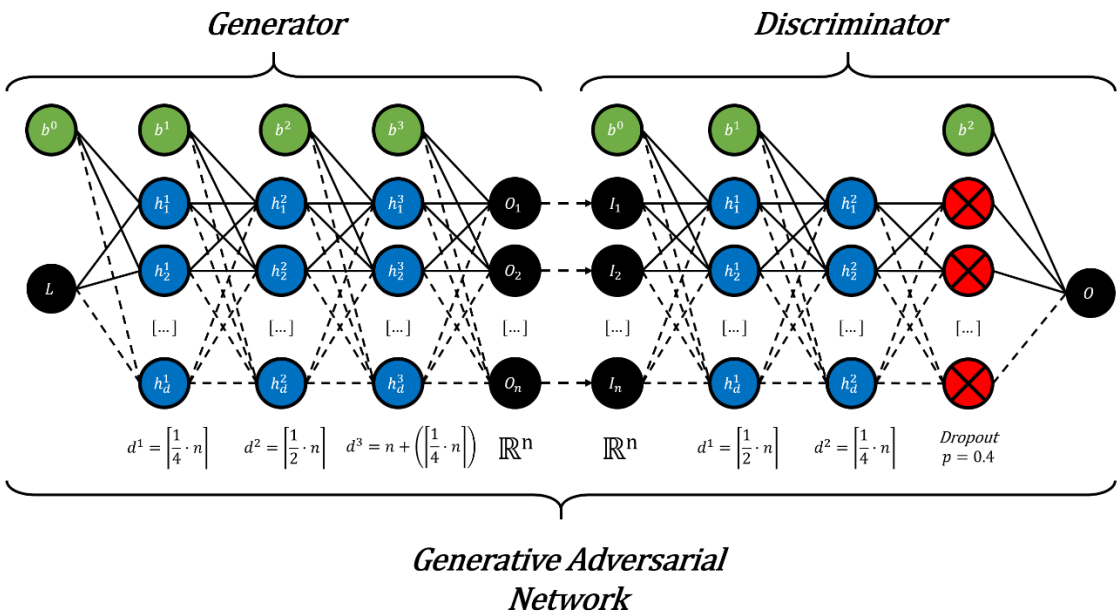 Generator Discriminator
b⁰ b¹ b² b³ b⁰ b¹ b²
h₁¹ h₁² h₁³ O₁ I₁ h₁¹ h₁²
h₂¹ h₂² h₂³ O₂ I₂ h₂¹ h₂²
L O
[...] [...] [...] [...] [...] [...] [...] [...]
h_d¹ h_d² h_d³ Oₙ Iₙ h_d¹ h_d²
d¹ = ⌈1/4 · n⌉ d² = ⌈1/2 · n⌉ d³ = n + (⌈1/4 · n⌉) ℝⁿ ℝⁿ d¹ = ⌈1/2 · n⌉ d² = ⌈1/4 · n⌉ Dropout
p = 0.4
Generative Adversarial
Network